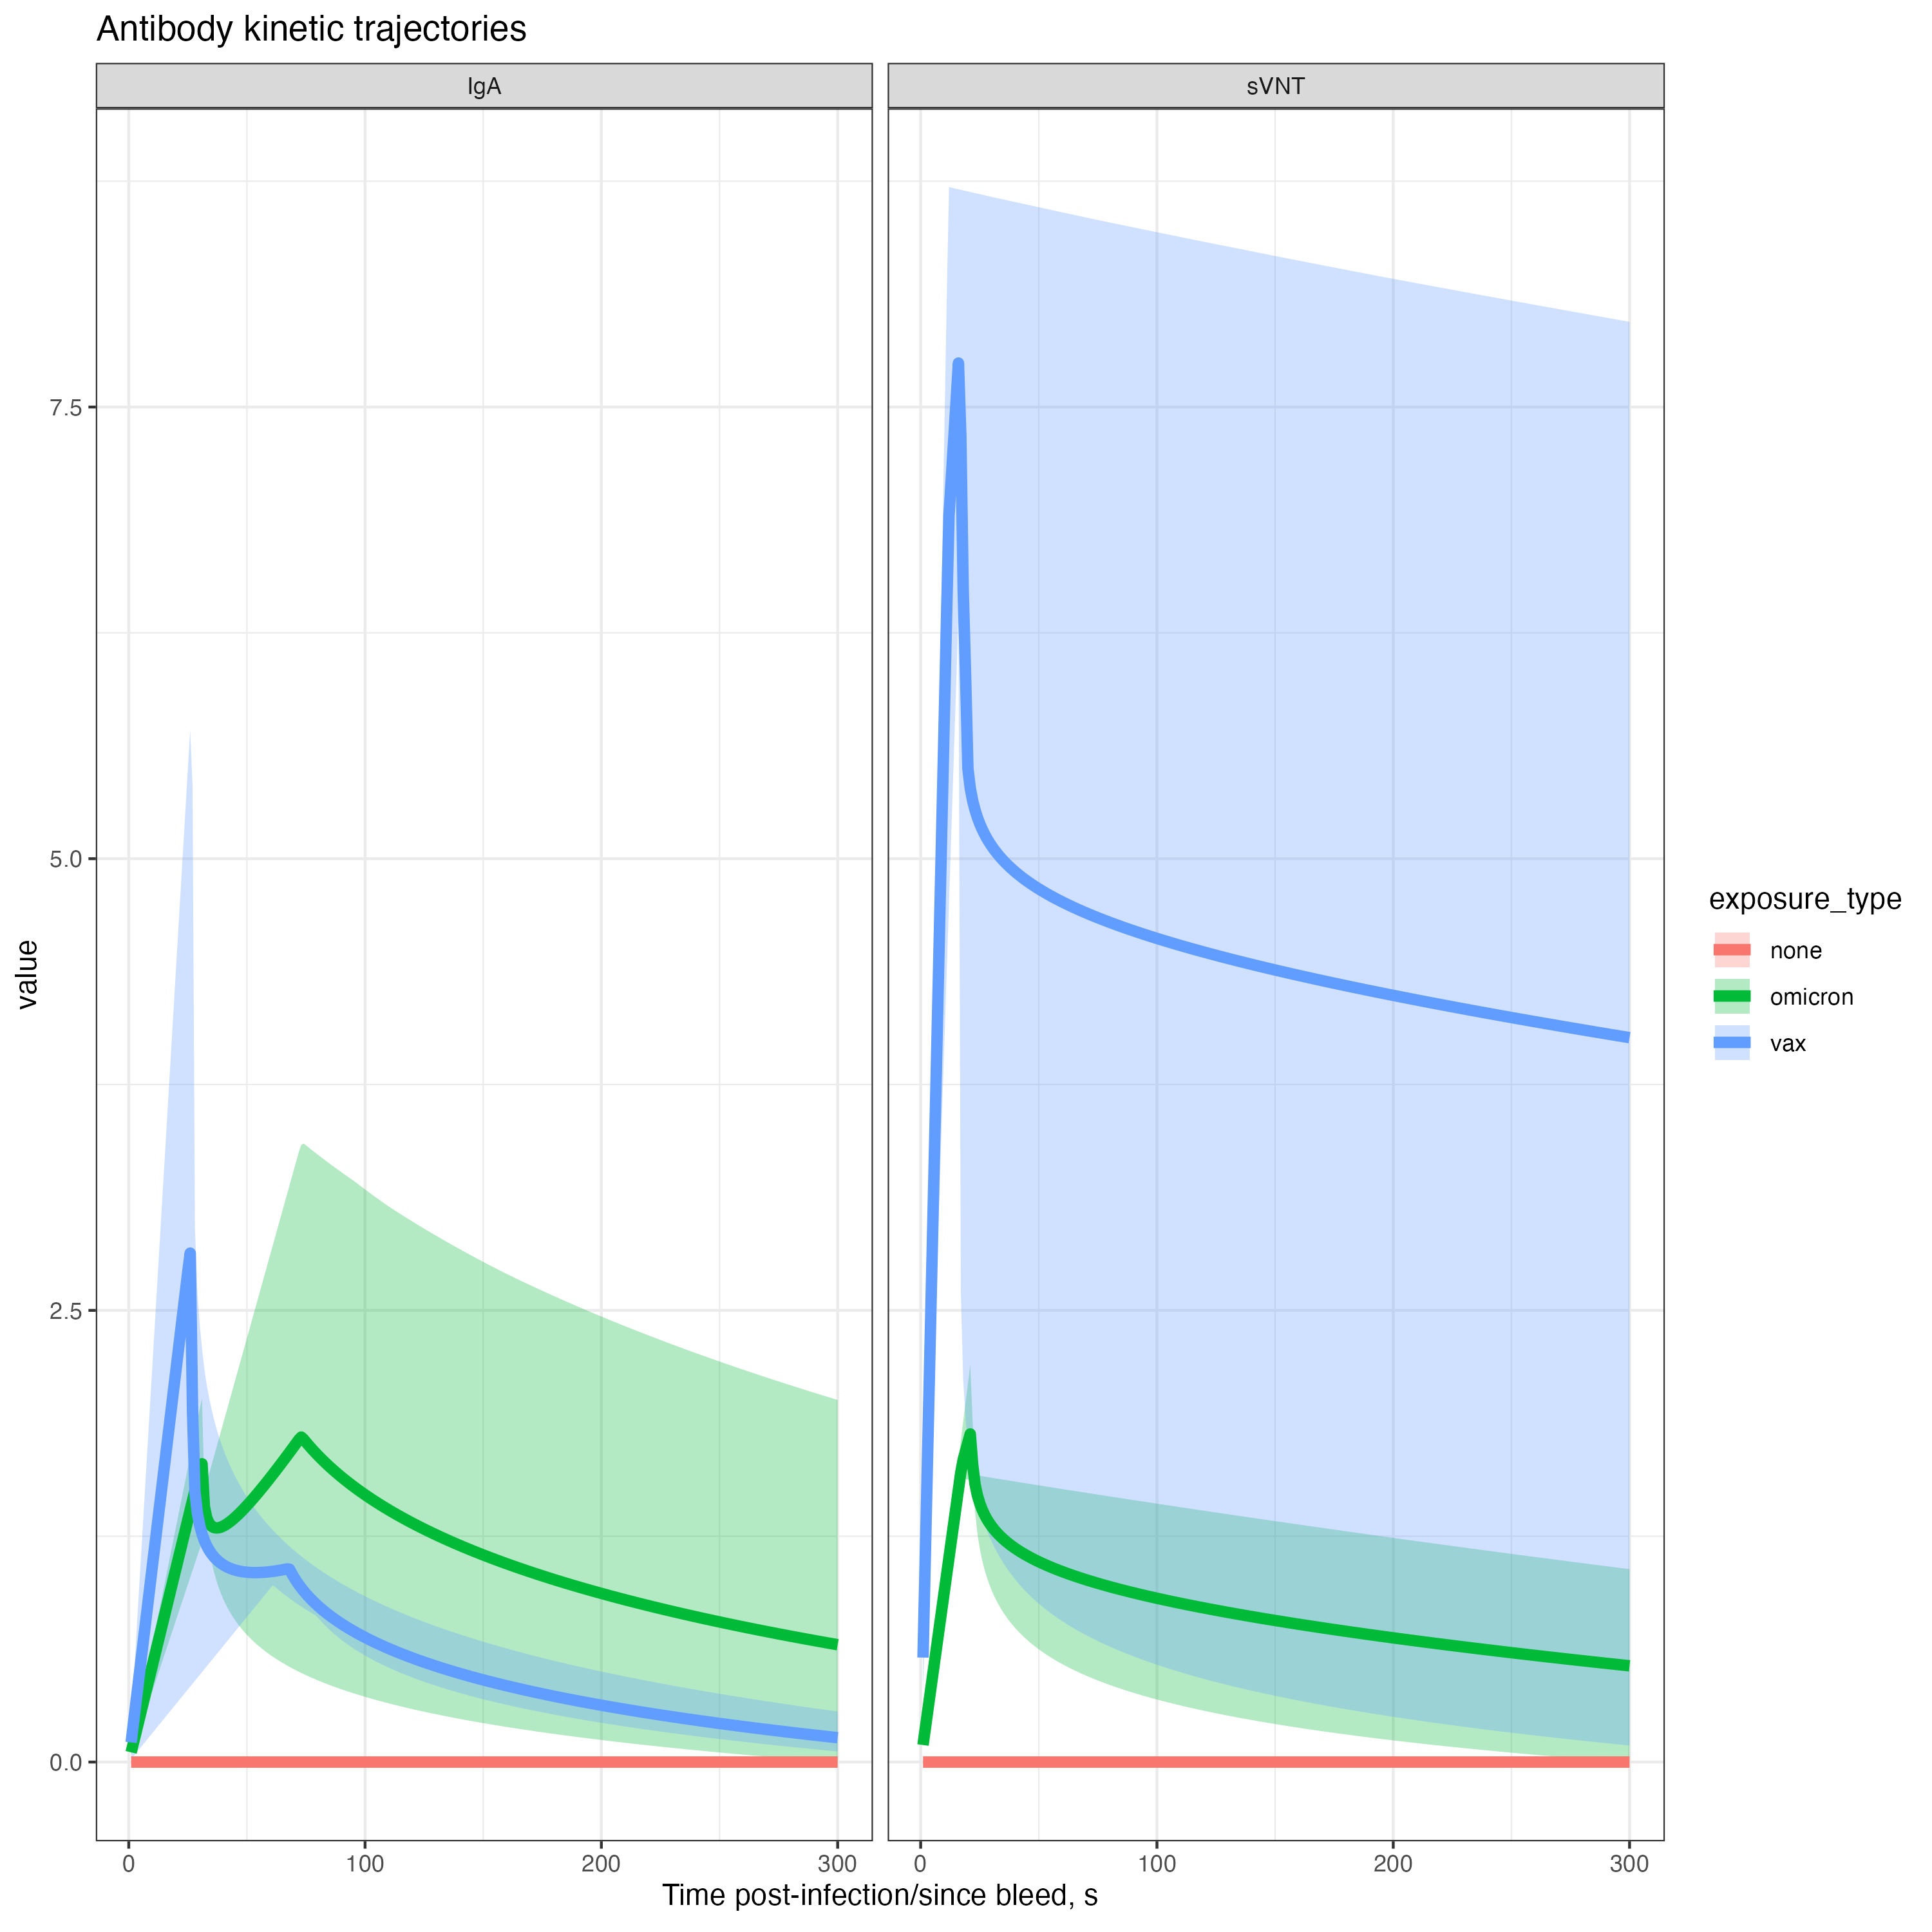 Antibody kinetic trajectories
IgA
sVNT
value
7.5
5.0
2.5
0.0
0
100
200
300
0
100
200
300
Time post-infection/since bleed, s
exposure_type
none
omicron
vax